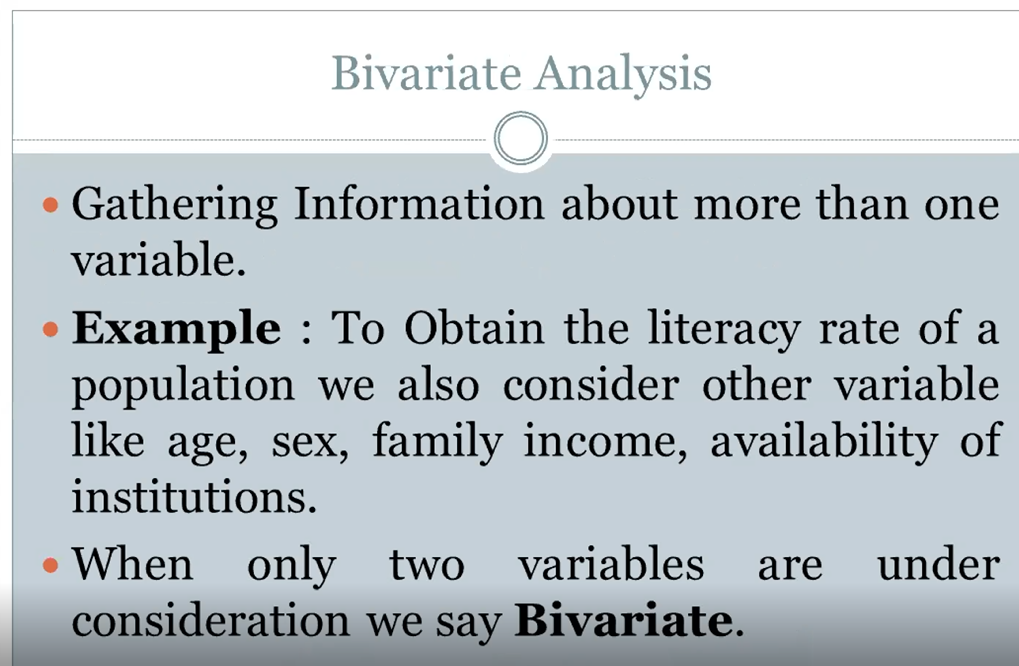 Bivariate Analysis
• Gathering Information about more than one
variable.
• Example : To Obtain the literacy rate of a
population we also consider other variable
like age, sex, family income, availability of
institutions.
• When only two variables are under
consideration we say Bivariate.